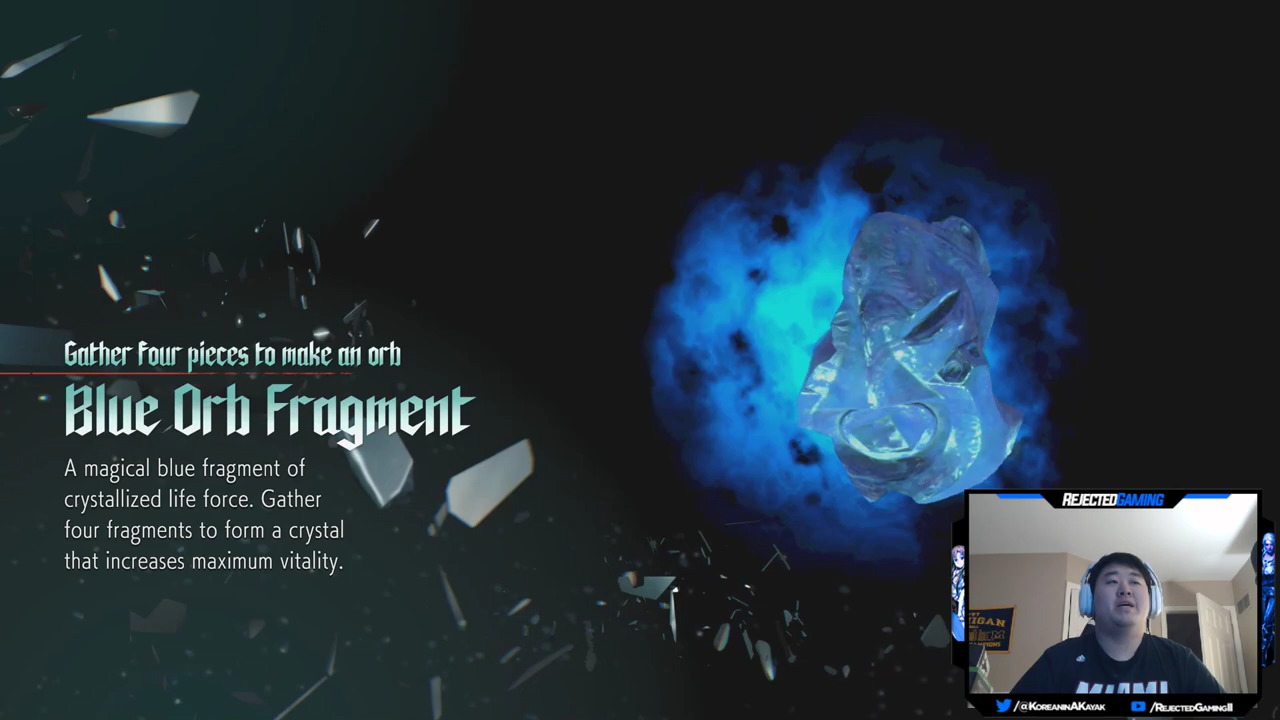 Gather four pieces to make an orb
Blue Orb Fragment
A magical blue fragment of
crystallized life force. Gather
four fragments to form a crystal
that increases maximum vitality.
REJECTEDGAMING
MIAMI
/@KOREANINAKAYAK
/REJECTEDGAMINGII